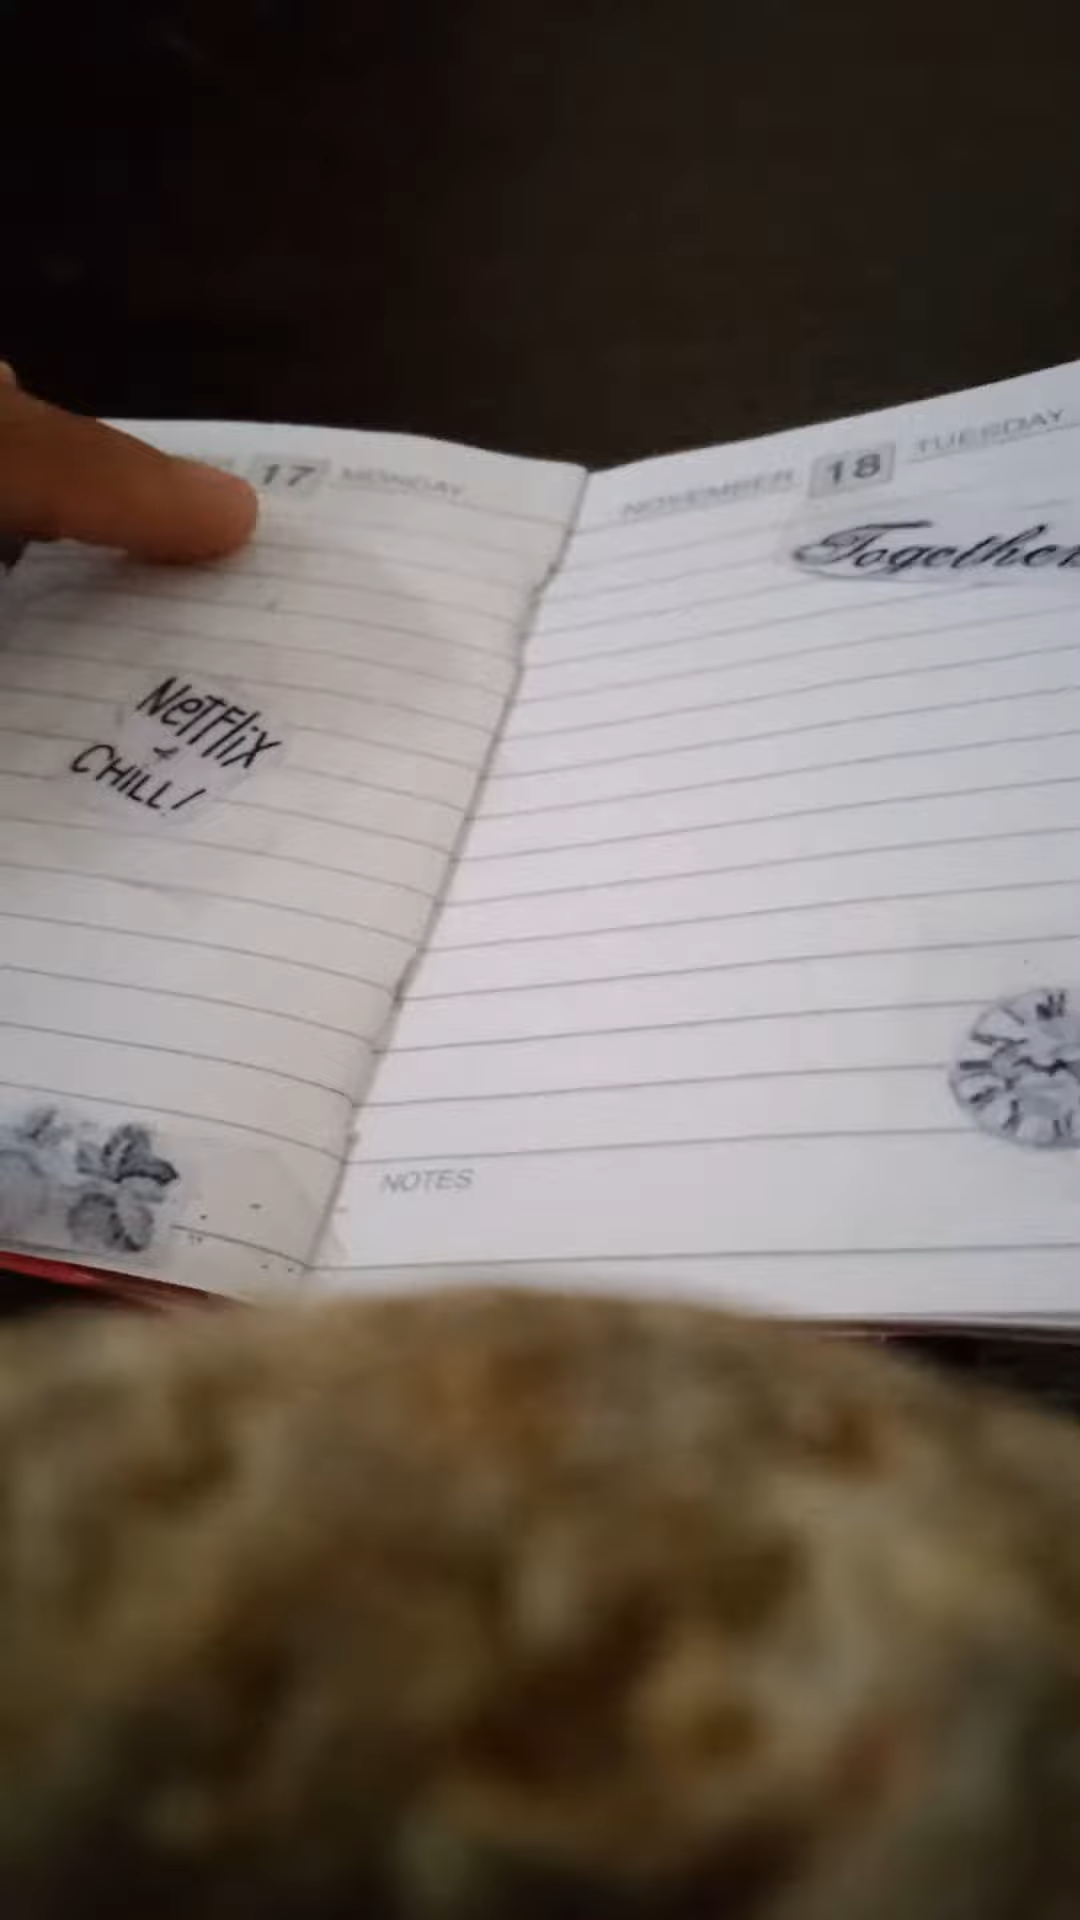 17 MONDAY
NeTFliX
+
CHILL!
NOVEMBER 18 TUESDAY
Together
NOTES